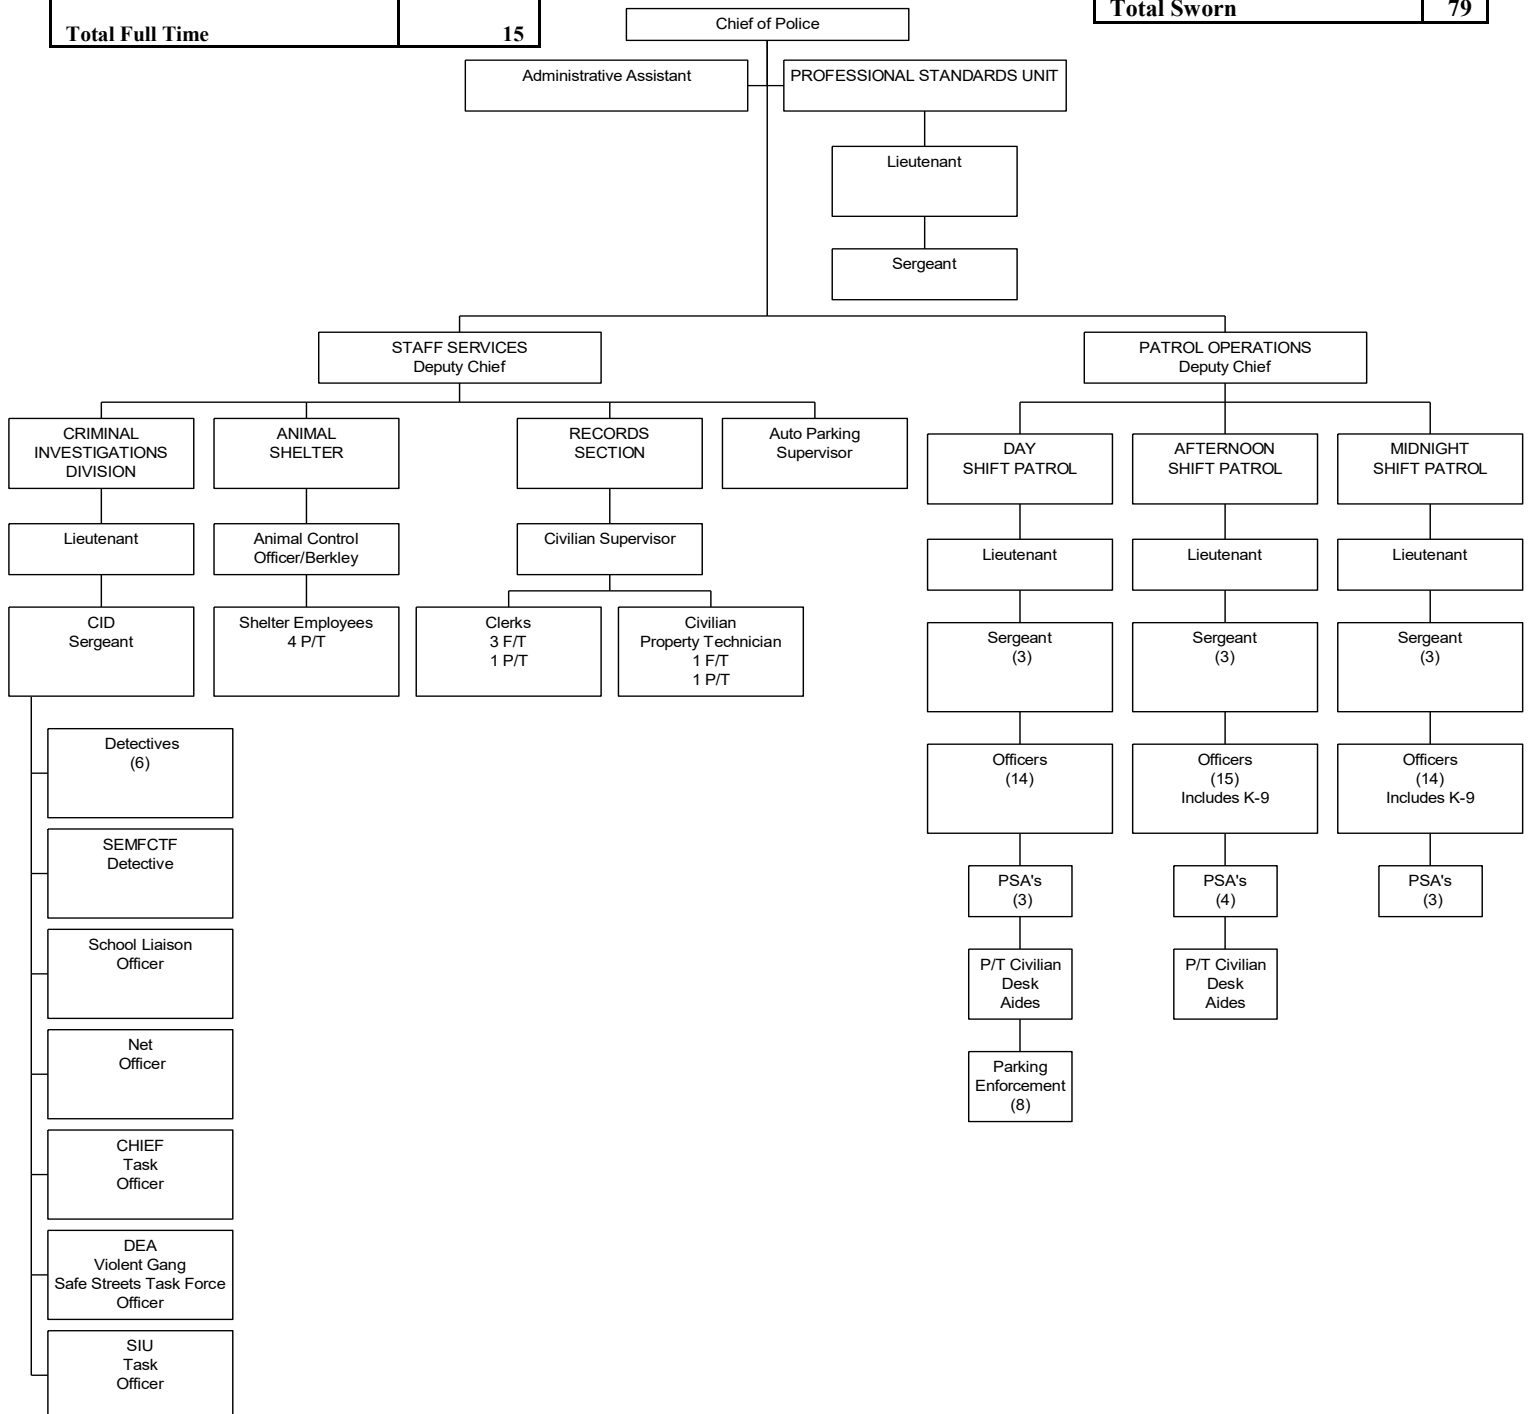 Total Full Time 15
Total Sworn 79
Chief of Police
Administrative Assistant
PROFESSIONAL STANDARDS UNIT
Lieutenant
Sergeant
STAFF SERVICES
Deputy Chief
PATROL OPERATIONS
Deputy Chief
CRIMINAL
INVESTIGATIONS
DIVISION
ANIMAL
SHELTER
RECORDS
SECTION
Auto Parking
Supervisor
DAY
SHIFT PATROL
AFTERNOON
SHIFT PATROL
MIDNIGHT
SHIFT PATROL
Lieutenant
Animal Control
Officer/Berkley
Civilian Supervisor
Lieutenant
Lieutenant
Lieutenant
CID
Sergeant
Shelter Employees
4 P/T
Clerks
3 F/T
1 P/T
Civilian
Property Technician
1 F/T
1 P/T
Sergeant
(3)
Sergeant
(3)
Sergeant
(3)
Detectives
(6)
Officers
(14)
Officers
(15)
Includes K-9
Officers
(14)
Includes K-9
SEMFCTF
Detective
PSA's
(3)
PSA's
(4)
PSA's
(3)
School Liaison
Officer
P/T Civilian
Desk
Aides
P/T Civilian
Desk
Aides
Net
Officer
Parking
Enforcement
(8)
CHIEF
Task
Officer
DEA
Violent Gang
Safe Streets Task Force
Officer
SIU
Task
Officer